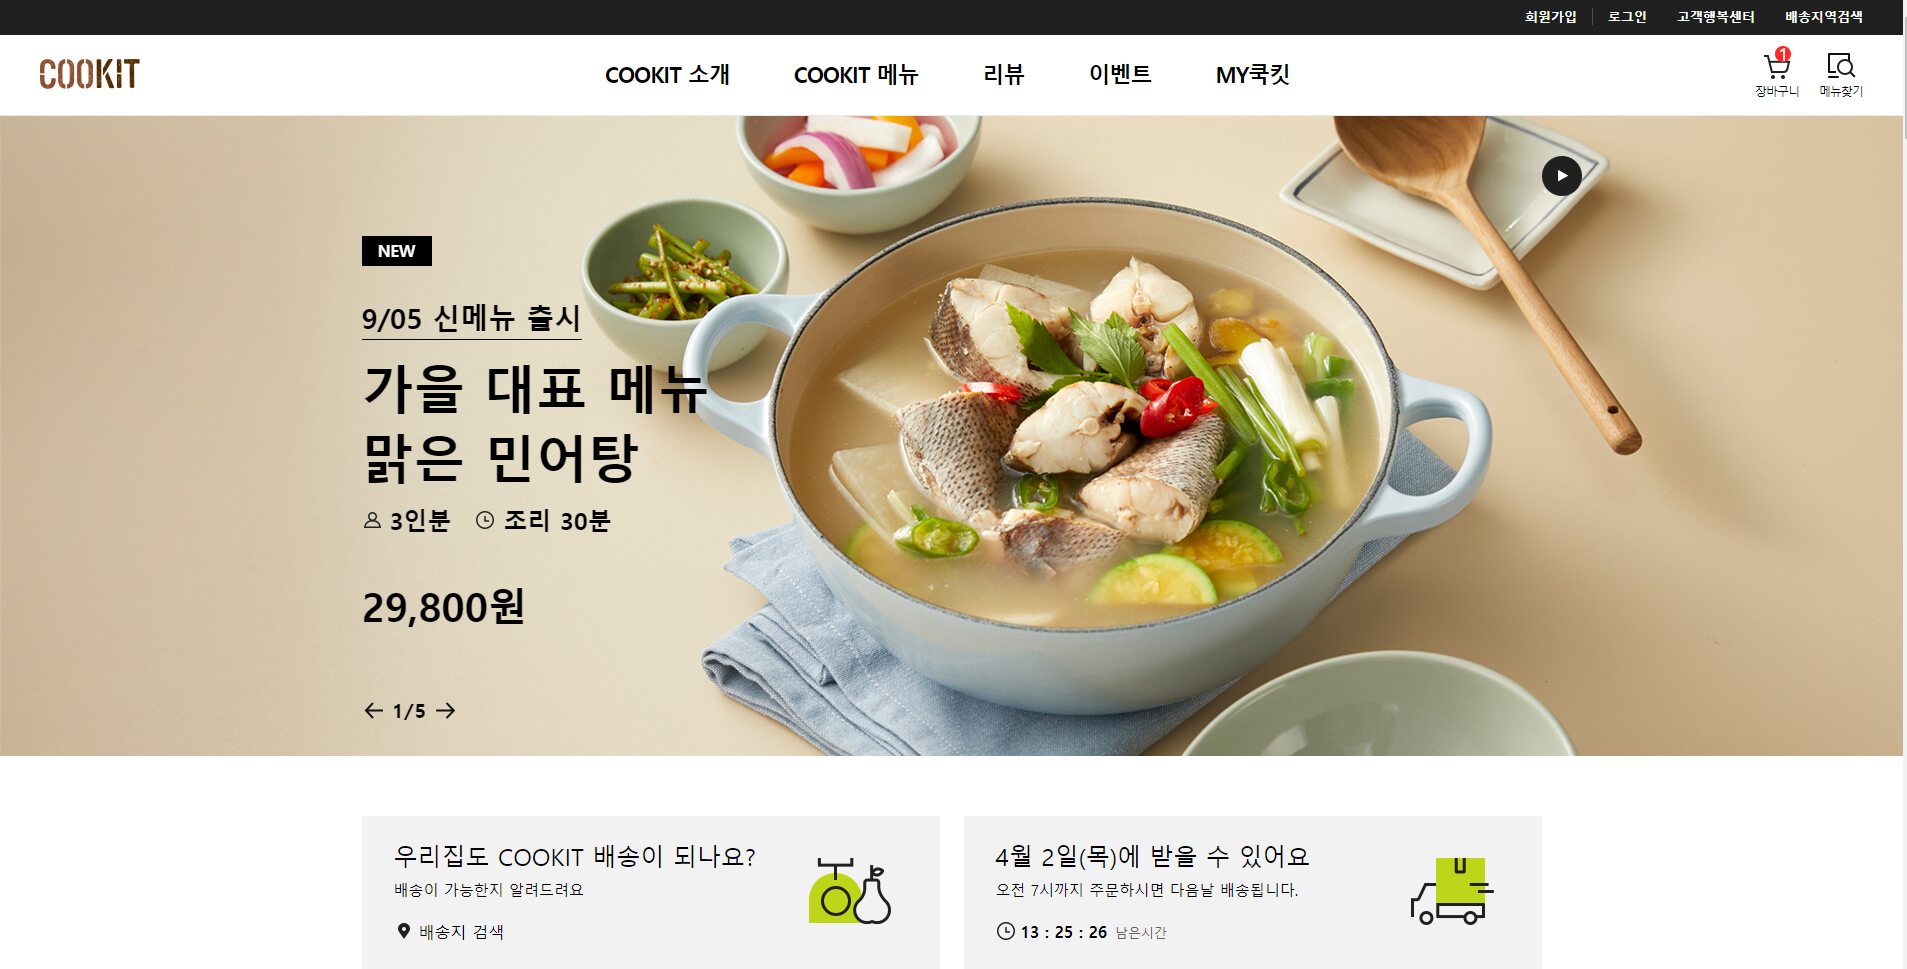 회원가입
로그인
고객행복센터
배송지역검색
COOKIT
COOKIT 소개
COOKIT 메뉴
리뷰
이벤트
MY쿡킷
1
장바구니
메뉴찾기
NEW
9/05 신메뉴 출시
가을 대표 메뉴
맑은 민어탕
3인분
조리 30분
29,800원
1/5
우리집도 COOKIT 배송이 되나요?
배송이 가능한지 알려드려요
배송지 검색
4월 2일(목)에 받을 수 있어요
오전 7시까지 주문하시면 다음날 배송됩니다.
13 : 25 : 26 남은시간